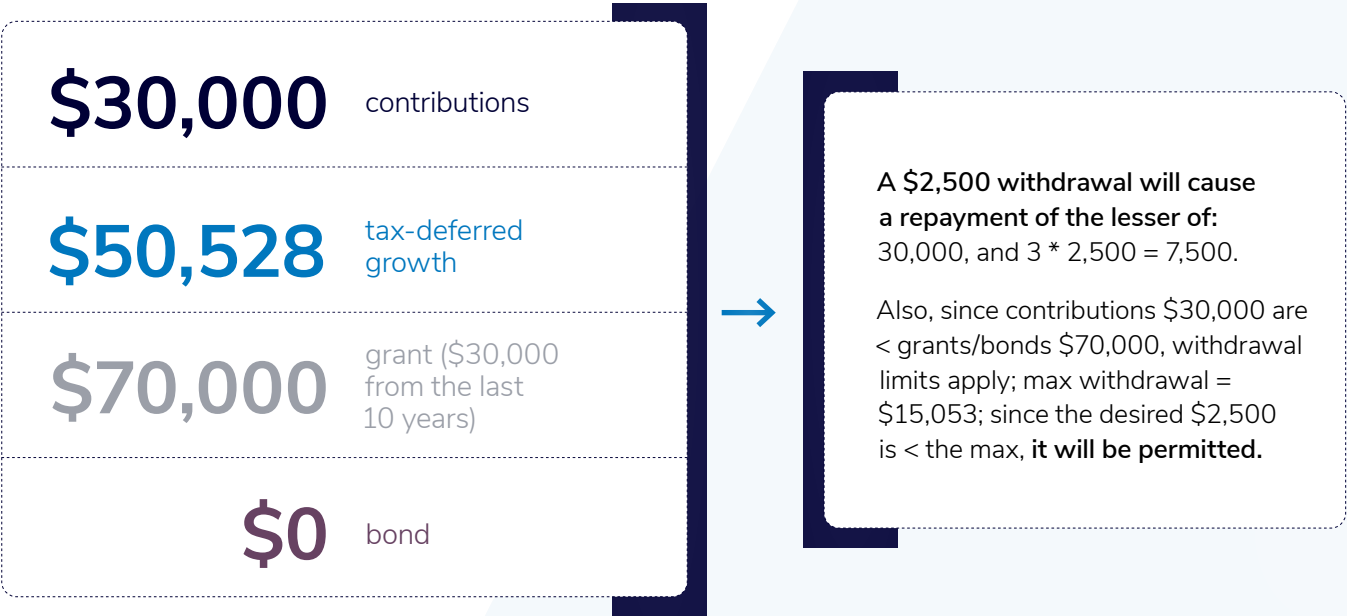 $30,000
contributions
$50,528
tax-deferred
growth
$70,000
grant ($30,000
from the last
10 years)
$0
bond
A $2,500 withdrawal will cause
a repayment of the lesser of:
30,000, and 3 * 2,500 = 7,500.
Also, since contributions $30,000 are
< grants/bonds $70,000, withdrawal
limits apply; max withdrawal =
$15,053; since the desired $2,500
is < the max, it will be permitted.